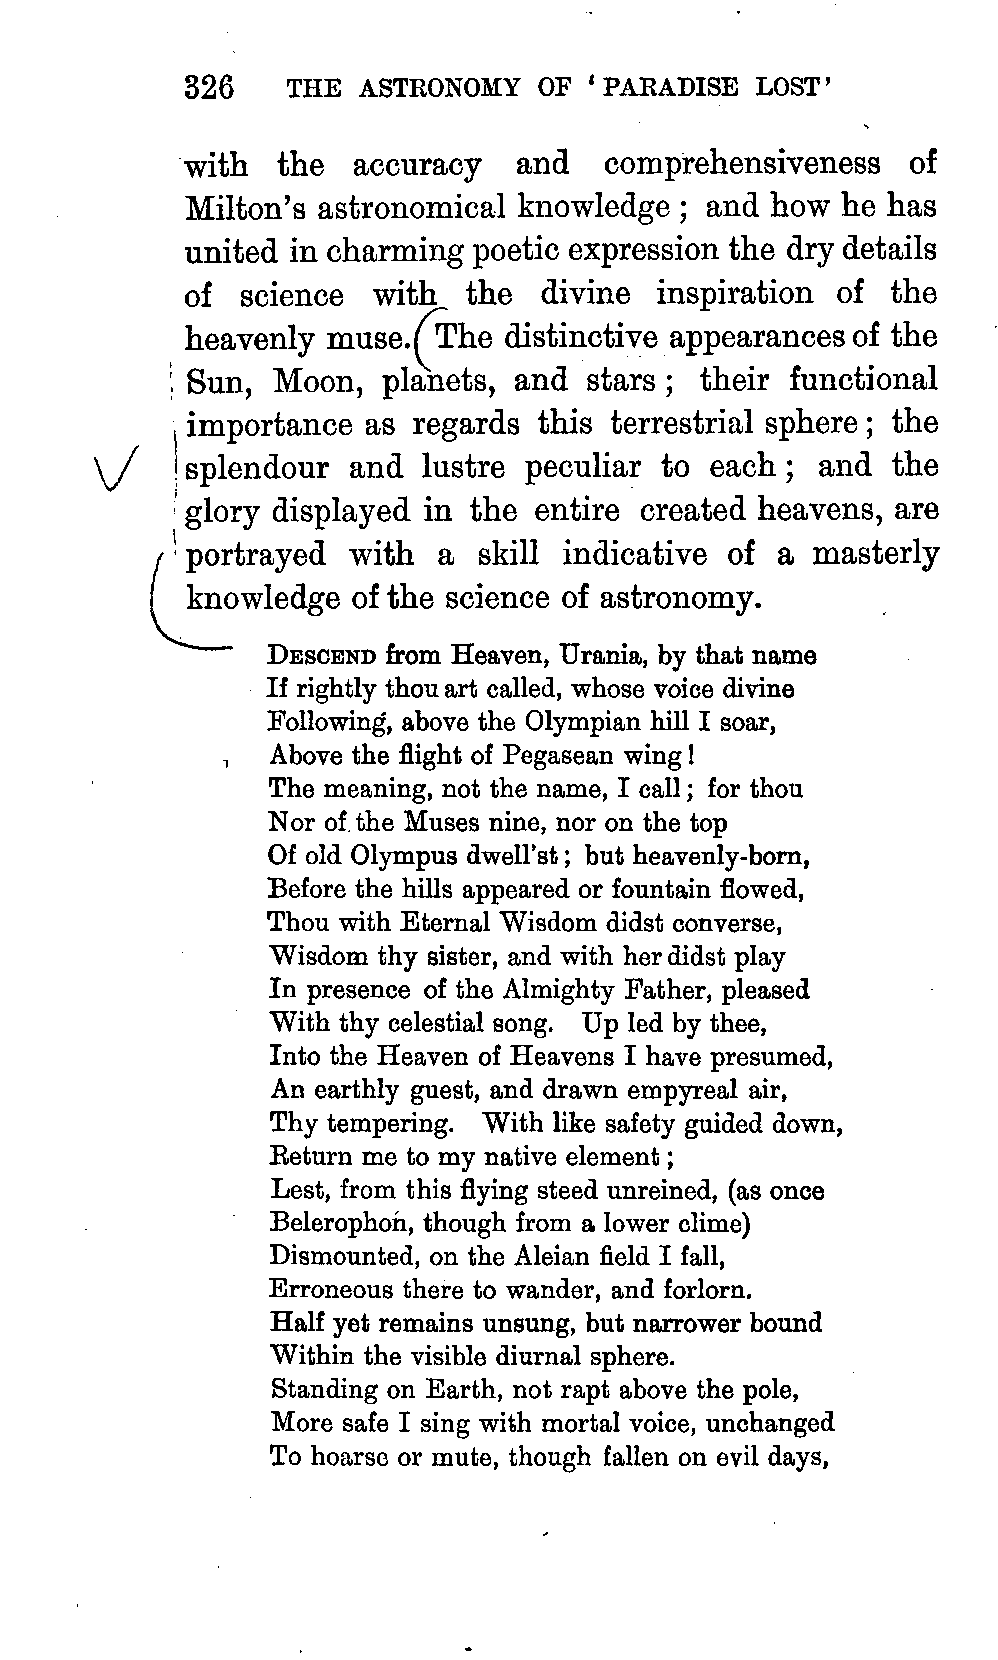 326 THE ASTRONOMY OF ‘PARADISE LOST’
with the accuracy and comprehensiveness of
Milton's astronomical knowledge; and how he has
united in charming poetic expression the dry details
of science with the divine inspiration of the
heavenly muse. The distinctive appearances of the
Sun, Moon, planets, and stars; their functional
importance as regards this terrestrial sphere; the
splendour and lustre peculiar to each; and the
glory displayed in the entire created heavens, are
portrayed with a skill indicative of a masterly
knowledge of the science of astronomy.
DESCEND from Heaven, Urania, by that name
If rightly thou art called, whose voice divine
Following, above the Olympian hill I soar,
Above the flight of Pegasean wing!
The meaning, not the name, I call; for thou
Nor of the Muses nine, nor on the top
Of old Olympus dwell'st; but heavenly-born,
Before the hills appeared or fountain flowed,
Thou with Eternal Wisdom didst converse,
Wisdom thy sister, and with her didst play
In presence of the Almighty Father, pleased
With thy celestial song. Up led by thee,
Into the Heaven of Heavens I have presumed,
An earthly guest, and drawn empyreal air,
Thy tempering. With like safety guided down,
Return me to my native element;
Lest, from this flying steed unreined, (as once
Belerophon, though from a lower clime)
Dismounted, on the Aleian field I fall,
Erroneous there to wander, and forlorn.
Half yet remains unsung, but narrower bound
Within the visible diurnal sphere.
Standing on Earth, not rapt above the pole,
More safe I sing with mortal voice, unchanged
To hoarse or mute, though fallen on evil days,